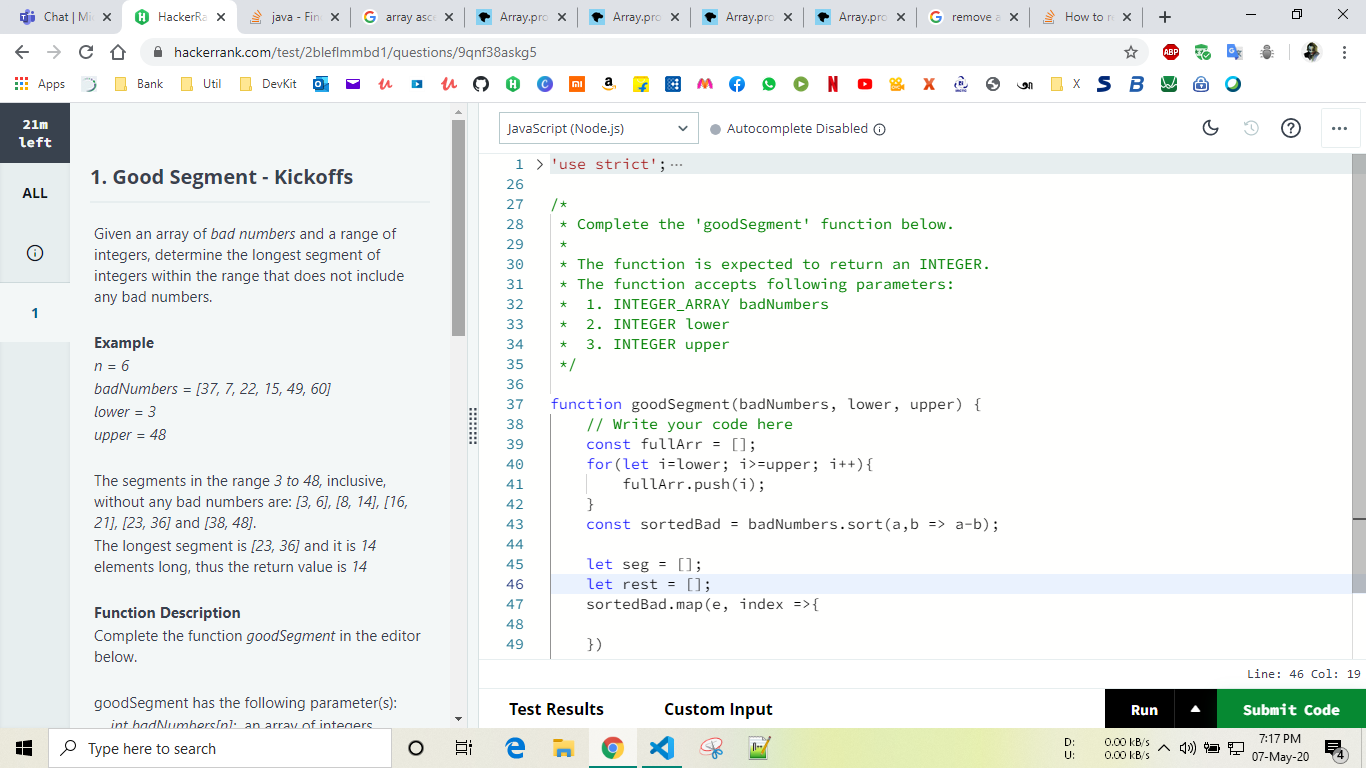 Chat | Mi
HackerRa
java - Fin
array asc
Array.pro
Array.pro
Array.pro
Array.pro
remove a
How to r
hackerrank.com/test/2bleflmmbd1/questions/9qnf38askg5
ABP
Apps
Bank
Util
DevKit
X
21m
left
ALL
1
1. Good Segment - Kickoffs
Given an array of bad numbers and a range of
integers, determine the longest segment of
integers within the range that does not include
any bad numbers.
Example
n = 6
badNumbers = [37, 7, 22, 15, 49, 60]
lower = 3
upper = 48
The segments in the range 3 to 48, inclusive,
without any bad numbers are: [3, 6], [8, 14], [16,
21], [23, 36] and [38, 48].
The longest segment is [23, 36] and it is 14
elements long, thus the return value is 14
Function Description
Complete the function goodSegment in the editor
below.
goodSegment has the following parameter(s):
int badNumbers[n]: an array of integers
JavaScript (Node.js)
Autocomplete Disabled
1 'use strict';
26
27 /*
28 * Complete the 'goodSegment' function below.
29 *
30 * The function is expected to return an INTEGER.
31 * The function accepts following parameters:
32 * 1. INTEGER_ARRAY badNumbers
33 * 2. INTEGER lower
34 * 3. INTEGER upper
35 */
36
37 function goodSegment(badNumbers, lower, upper) {
38 // Write your code here
39 const fullArr = [];
40 for(let i=lower; i>=upper; i++){
41 fullArr.push(i);
42 }
43 const sortedBad = badNumbers.sort(a,b => a-b);
44
45 let seg = [];
46 let rest = [];
47 sortedBad.map(e, index =>{
48
49 })
Line: 46 Col: 19
Test Results
Custom Input
Run
Submit Code
Type here to search
D: 0.00 kB/s
U: 0.00 kB/s
7:17 PM
07-May-20
4